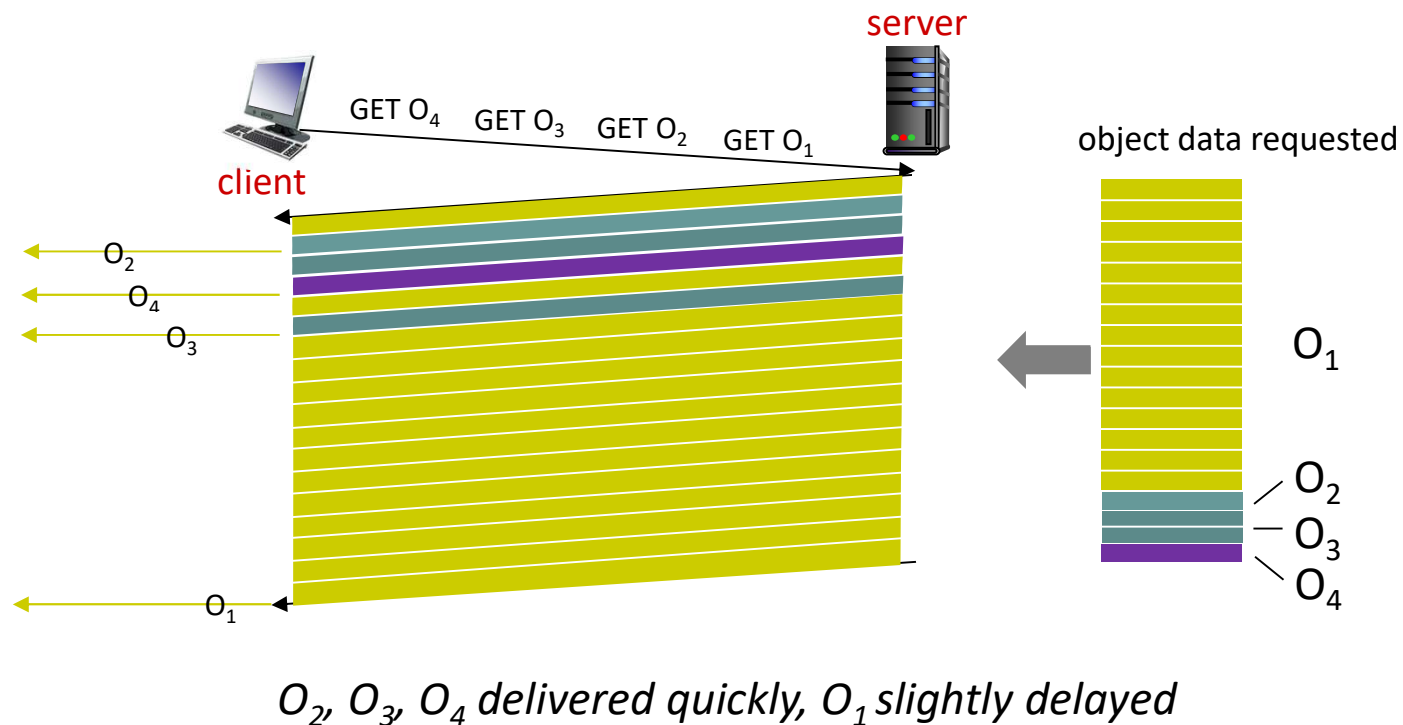 server
GET O₄ GET O₃ GET O₂ GET O₁
object data requested
client
O₂
O₄
O₃
O₁
O₂
O₃
O₄
O₁
O₂, O₃, O₄ delivered quickly, O₁ slightly delayed